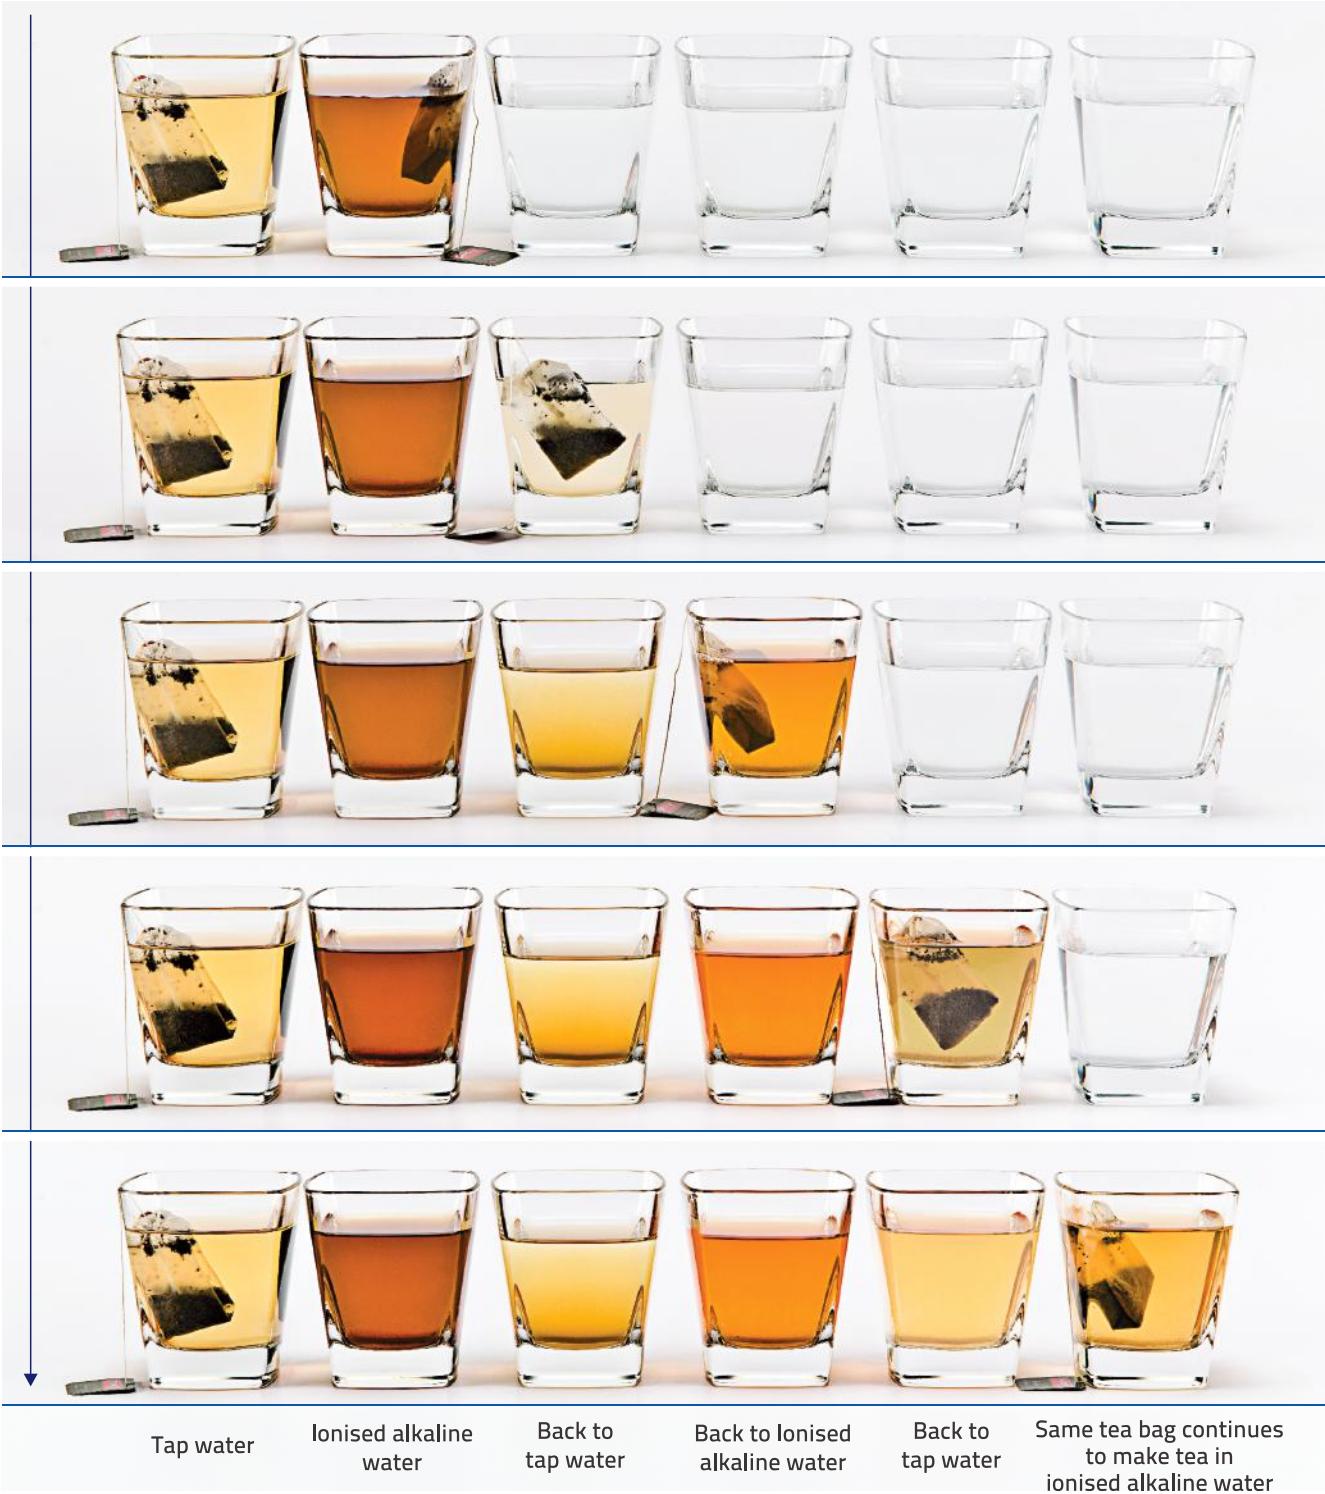 Tap water
Ionised alkaline
water
Back to
tap water
Back to Ionised
alkaline water
Back to
tap water
Same tea bag continues
to make tea in
ionised alkaline water